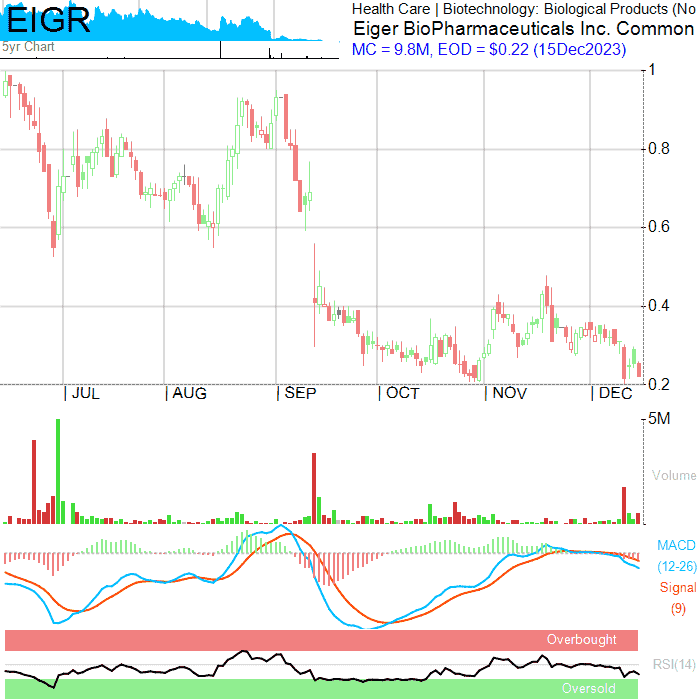 EIGR
5yr Chart
Health Care | Biotechnology: Biological Products (No
Eiger BioPharmaceuticals Inc. Common
MC = 9.8M, EOD = $0.22 (15Dec2023)
1
0.8
0.6
0.4
0.2
JUL AUG SEP OCT NOV DEC
5M
Volume
MACD
(12-26)
Signal
(9)
Overbought
RSI(14)
Oversold